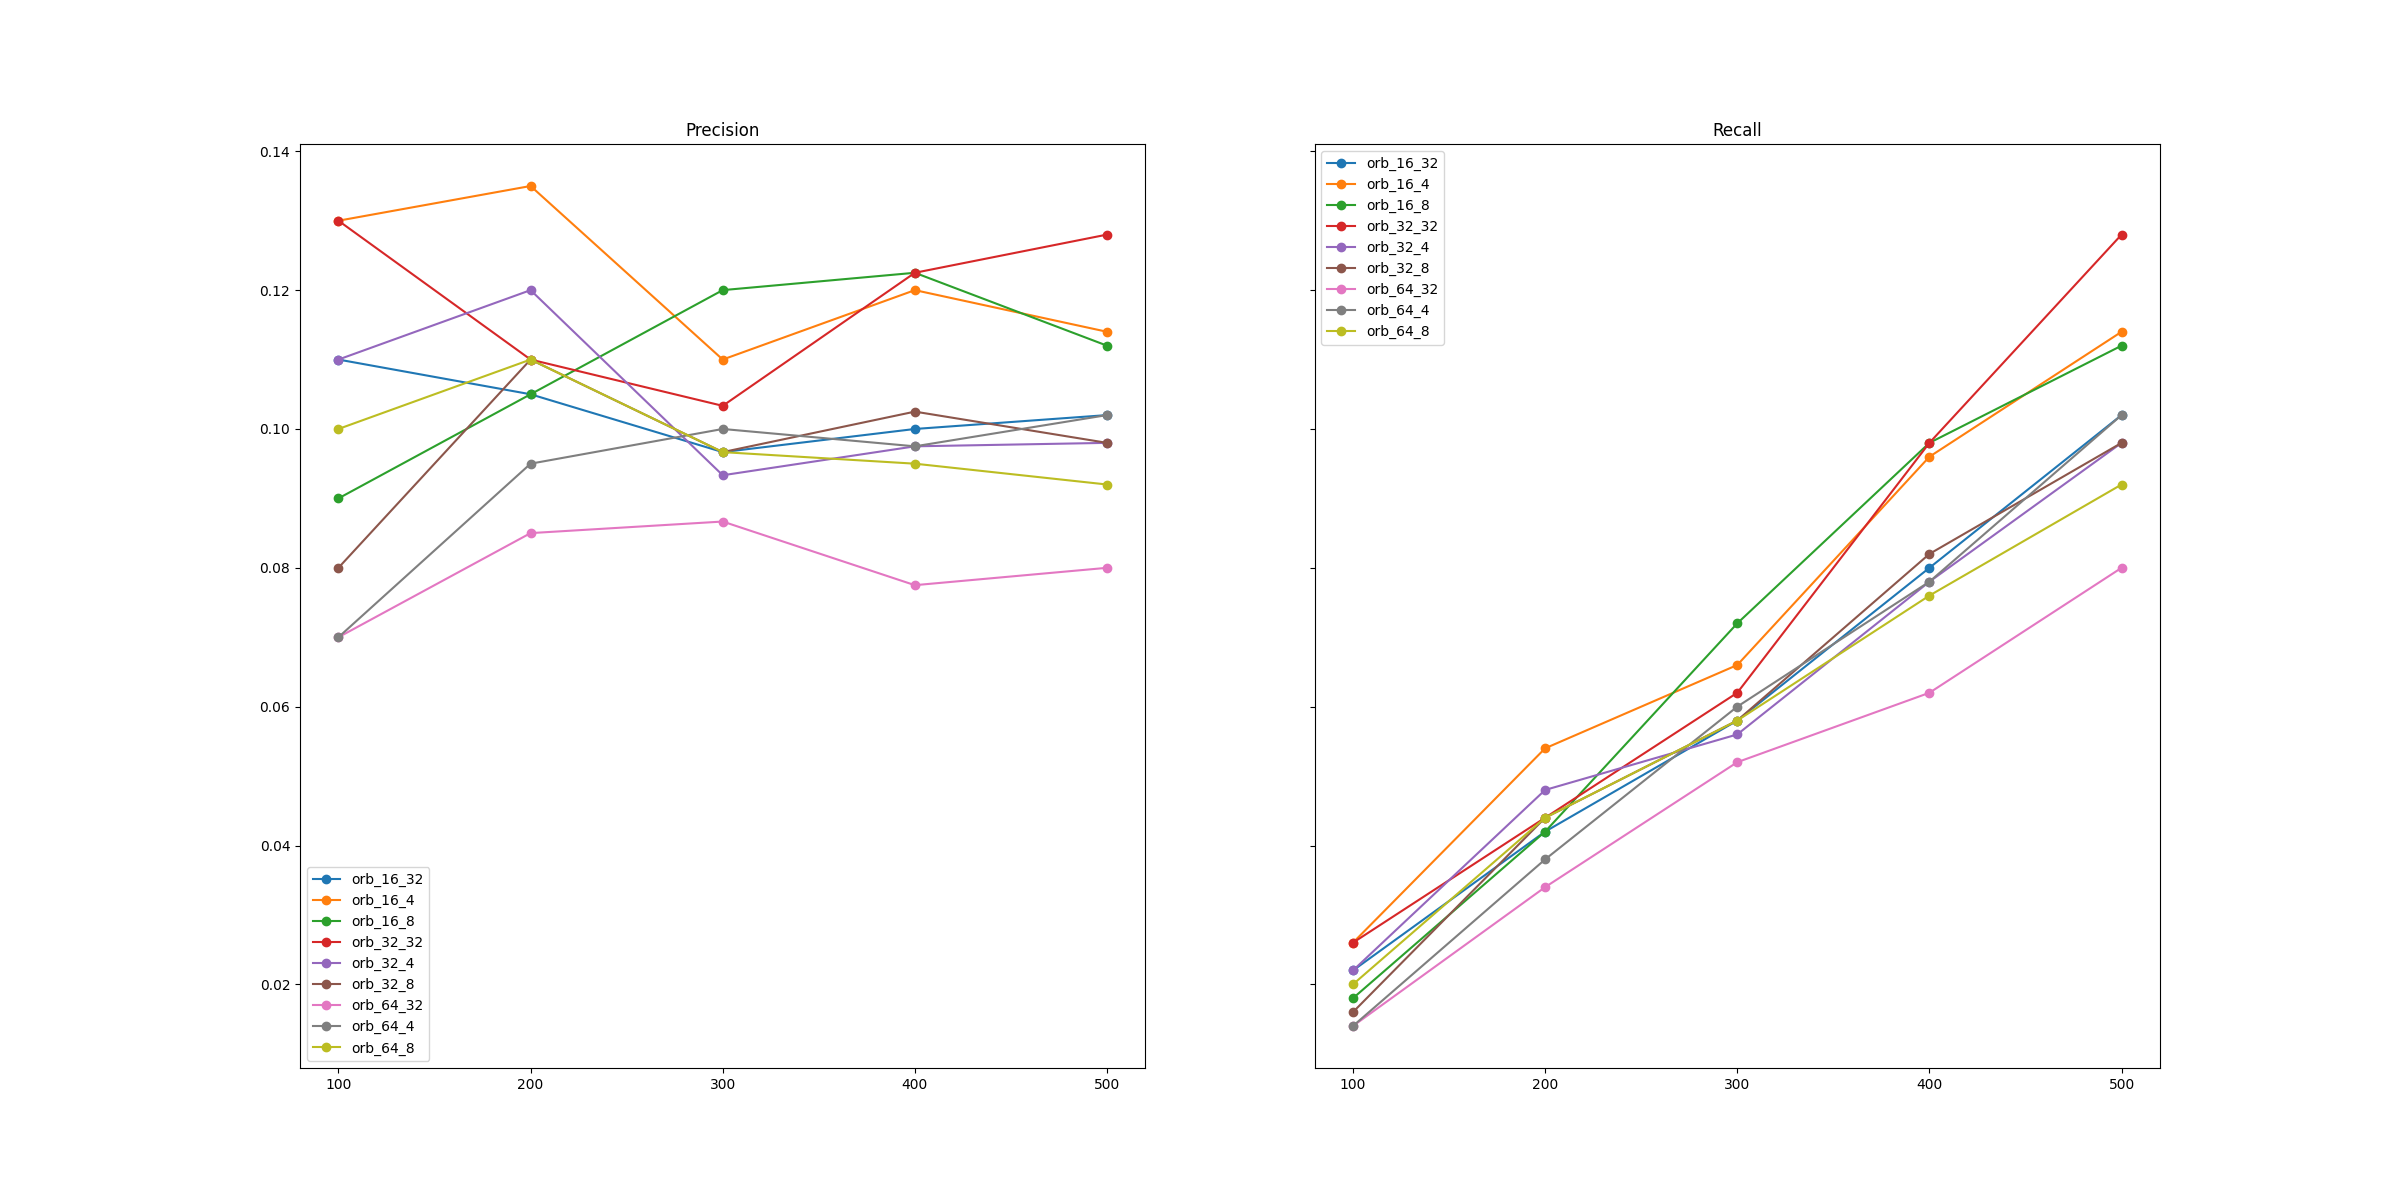 Precision
0.14
0.12
0.10
0.08
0.06
0.04
0.02
orb_16_32
orb_16_4
orb_16_8
orb_32_32
orb_32_4
orb_32_8
orb_64_32
orb_64_4
orb_64_8
100 200 300 400 500
Recall
orb_16_32
orb_16_4
orb_16_8
orb_32_32
orb_32_4
orb_32_8
orb_64_32
orb_64_4
orb_64_8
100 200 300 400 500